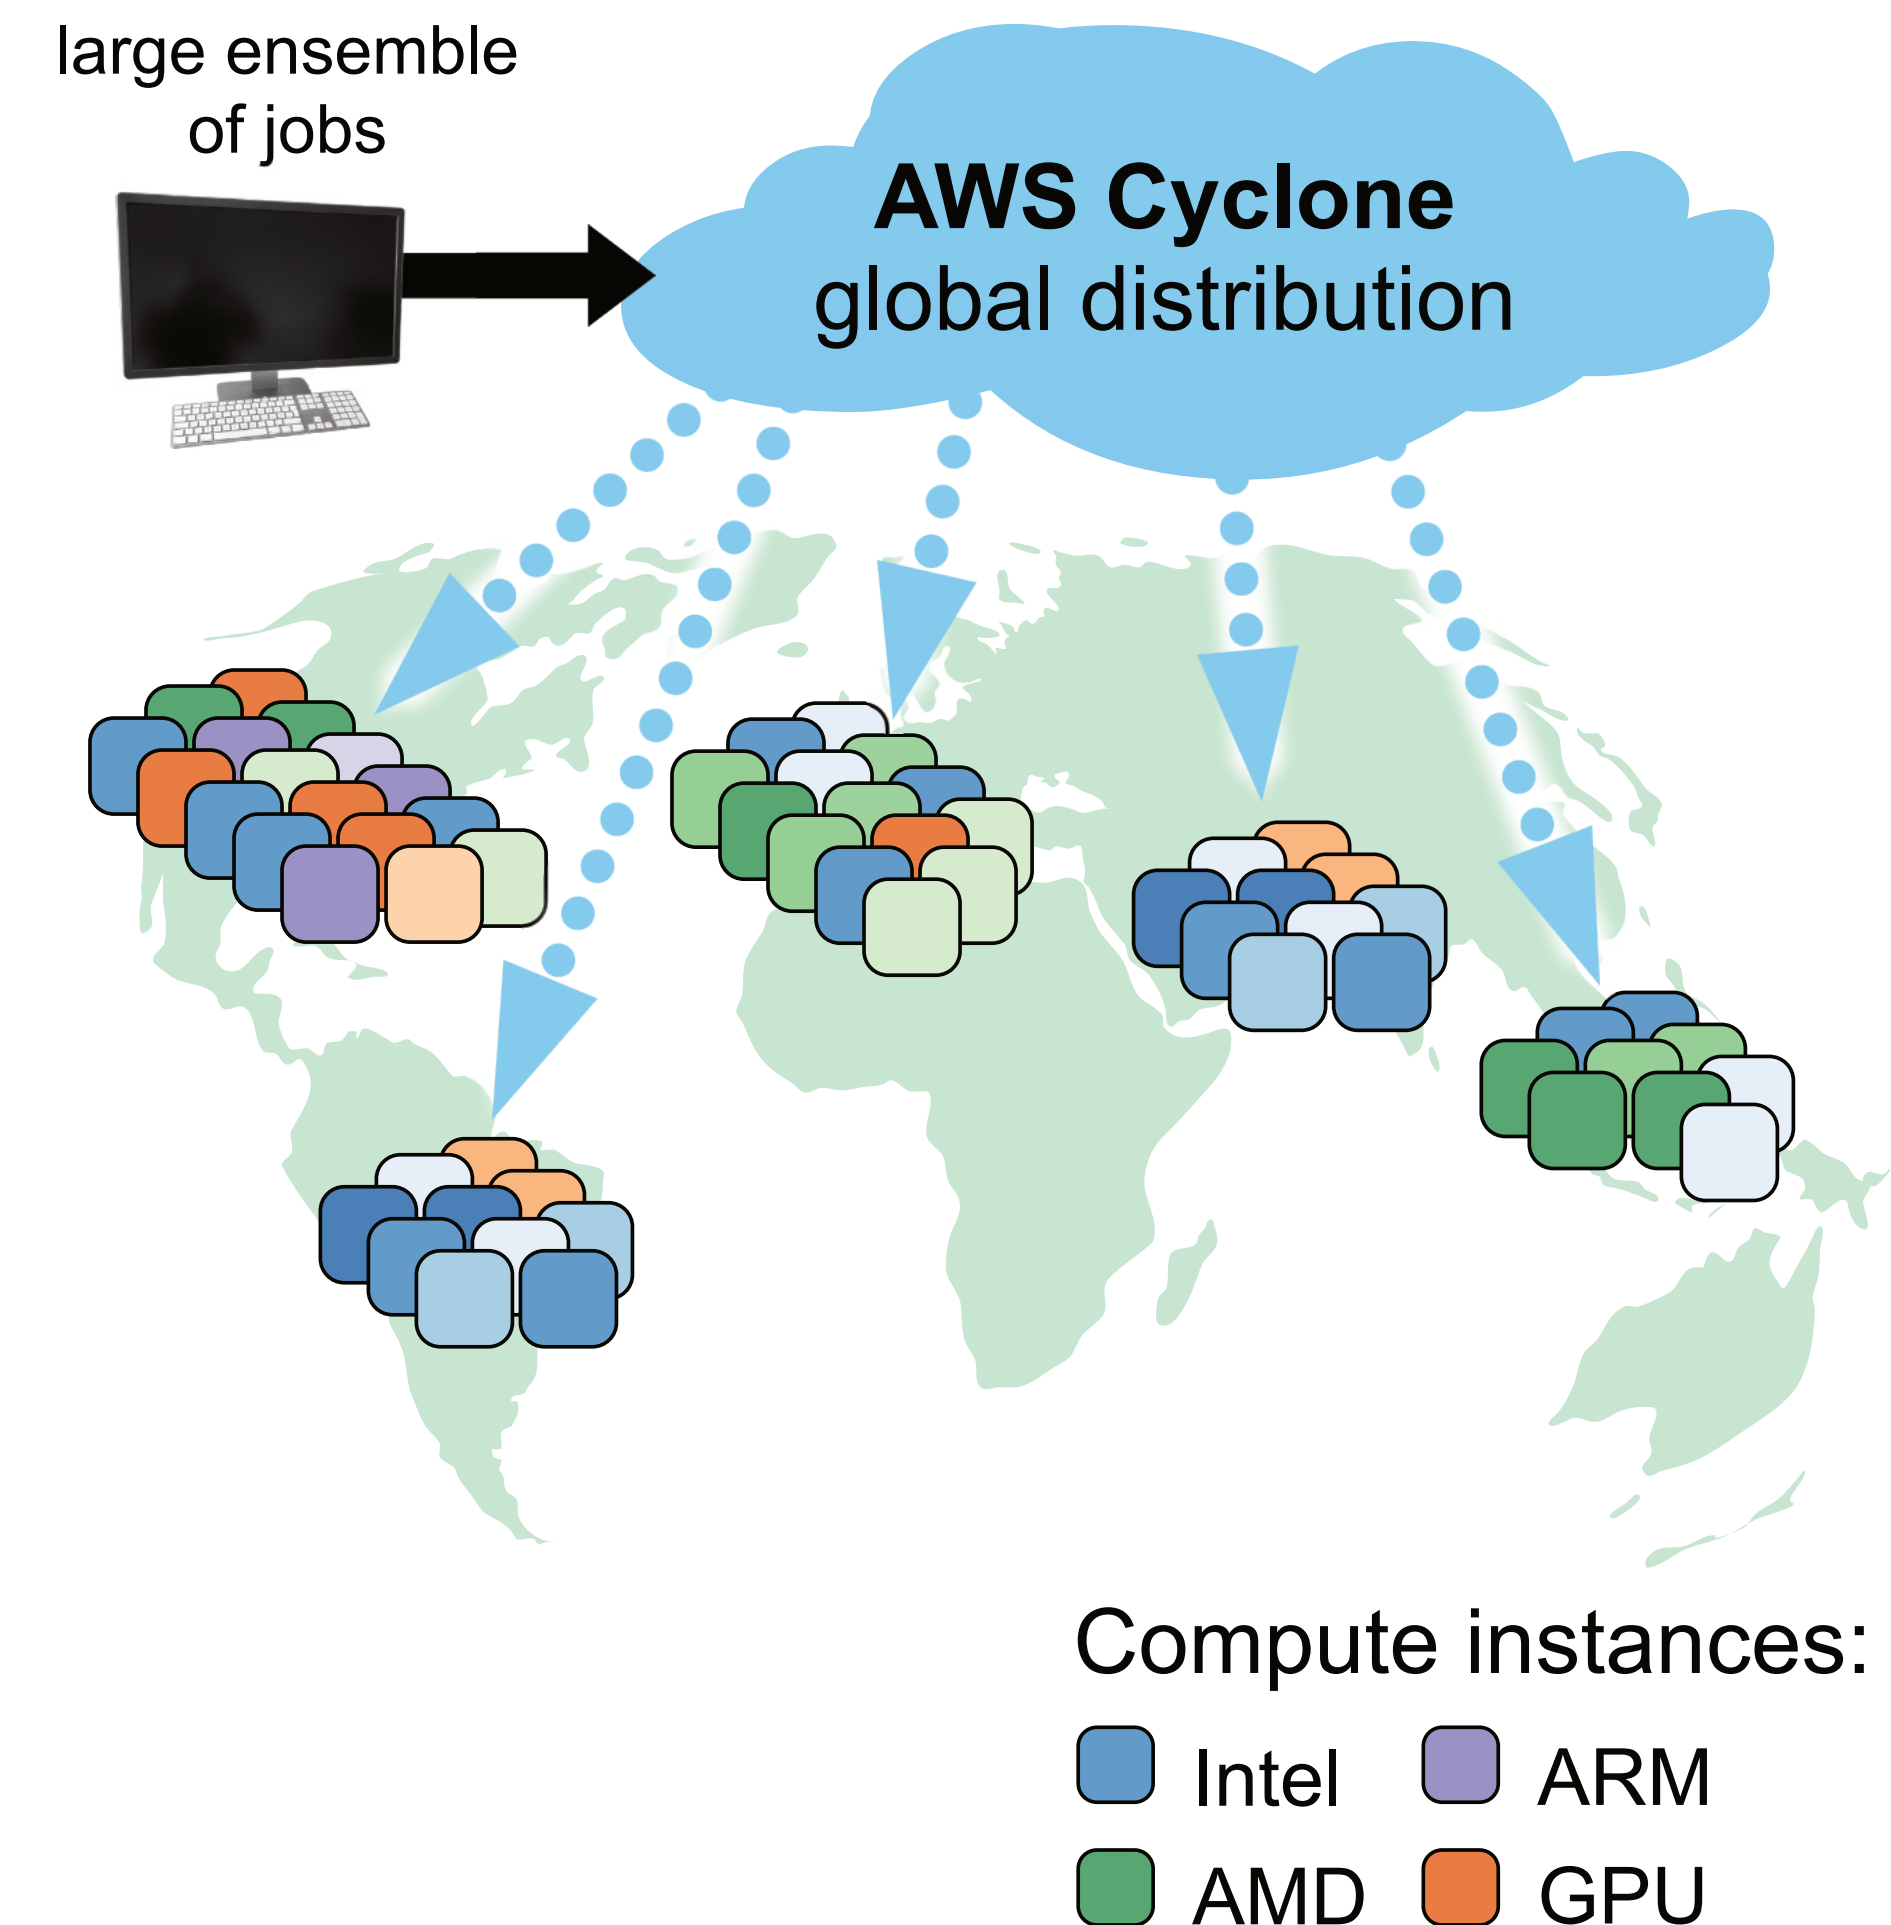 large ensemble
of jobs
AWS Cyclone
global distribution
Compute instances:
Intel
ARM
AMD
GPU